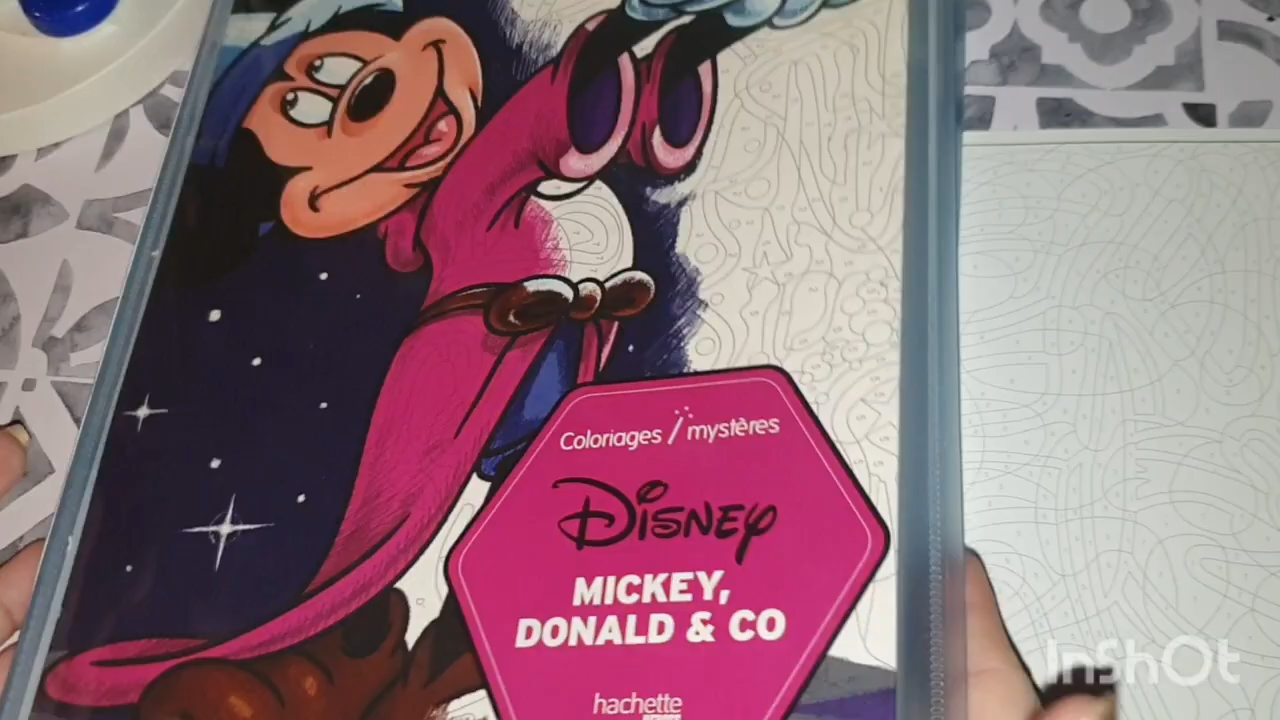 Coloriages mystères
Disney
MICKEY,
DONALD & CO
hachette
InShOt